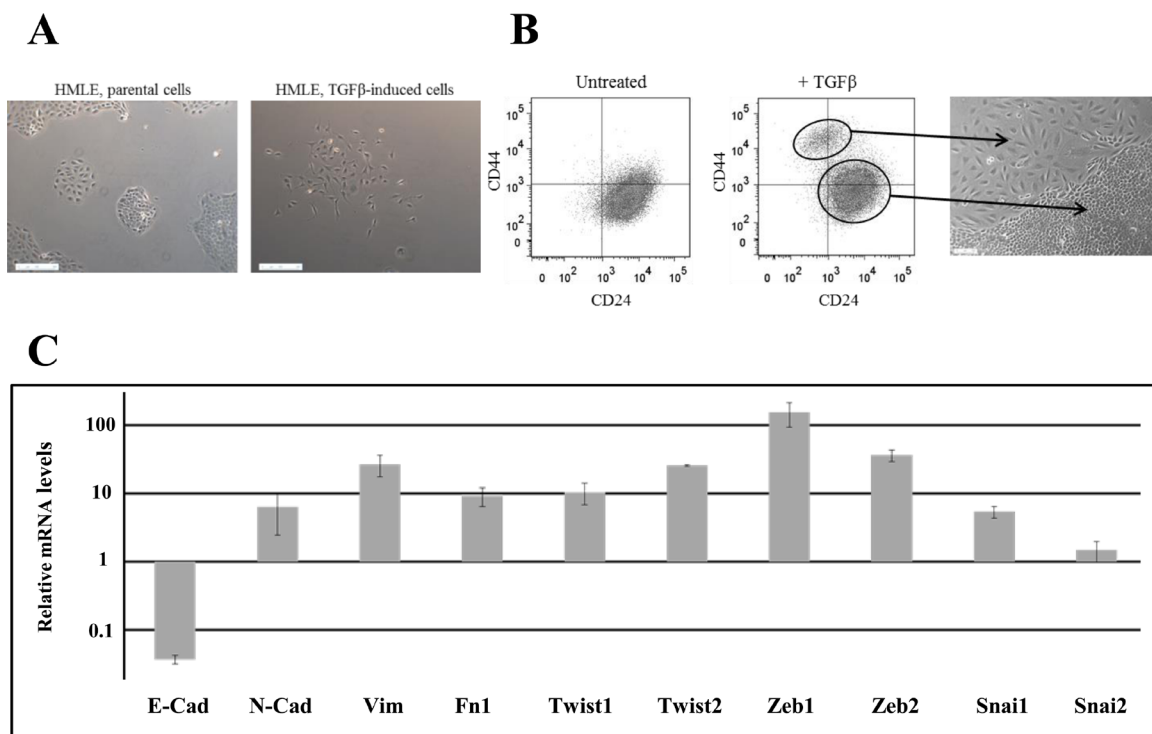 A
B
HMLE, parental cells
HMLE, TGFβ-induced cells
Untreated
+ TGFβ
CD44
10⁵
10⁴
10³
10²
0
0 10² 10³ 10⁴ 10⁵
CD24
CD44
10⁵
10⁴
10³
10²
0
0 10² 10³ 10⁴ 10⁵
CD24
C
Relative mRNA levels
100
10
1
0.1
E-Cad N-Cad Vim Fn1 Twist1 Twist2 Zeb1 Zeb2 Snai1 Snai2